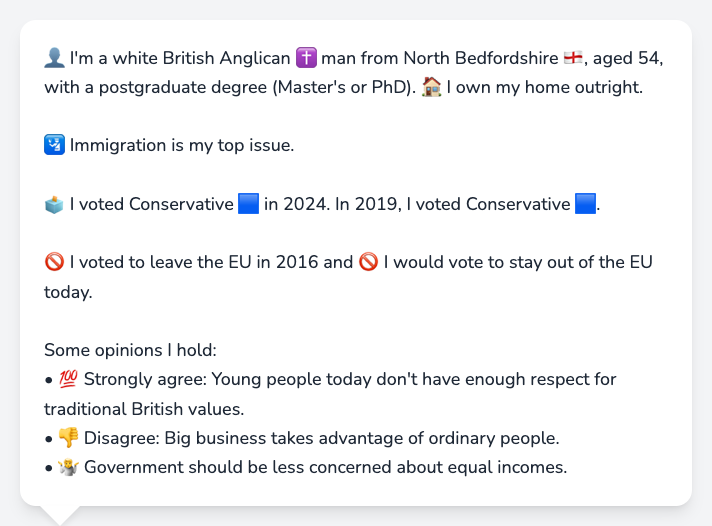 👤 I'm a white British Anglican ✝️ man from North Bedfordshire 🏴󠁧󠁢󠁥󠁮󠁧󠁿, aged 54,
with a postgraduate degree (Master's or PhD). 🏠 I own my home outright.
🛂 Immigration is my top issue.
🗳️ I voted Conservative 🟦 in 2024. In 2019, I voted Conservative 🟦.
🚫 I voted to leave the EU in 2016 and 🚫 I would vote to stay out of the EU
today.
Some opinions I hold:
• 💯 Strongly agree: Young people today don't have enough respect for
traditional British values.
• 👎 Disagree: Big business takes advantage of ordinary people.
• 🤷 Government should be less concerned about equal incomes.